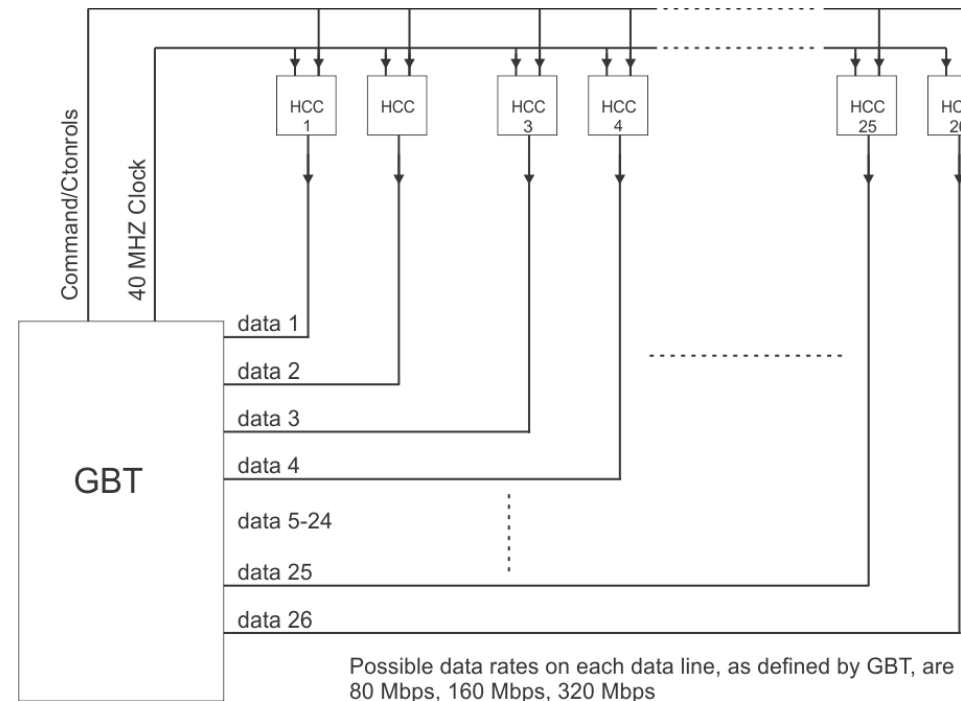 HCC
1
HCC
HCC
3
HCC
4
HCC
25
Command/Ctonrols
40 MHZ Clock
data 1
data 2
data 3
data 4
GBT
data 5-24
data 25
data 26
Possible data rates on each data line, as defined by GBT, are
80 Mbps, 160 Mbps, 320 Mbps